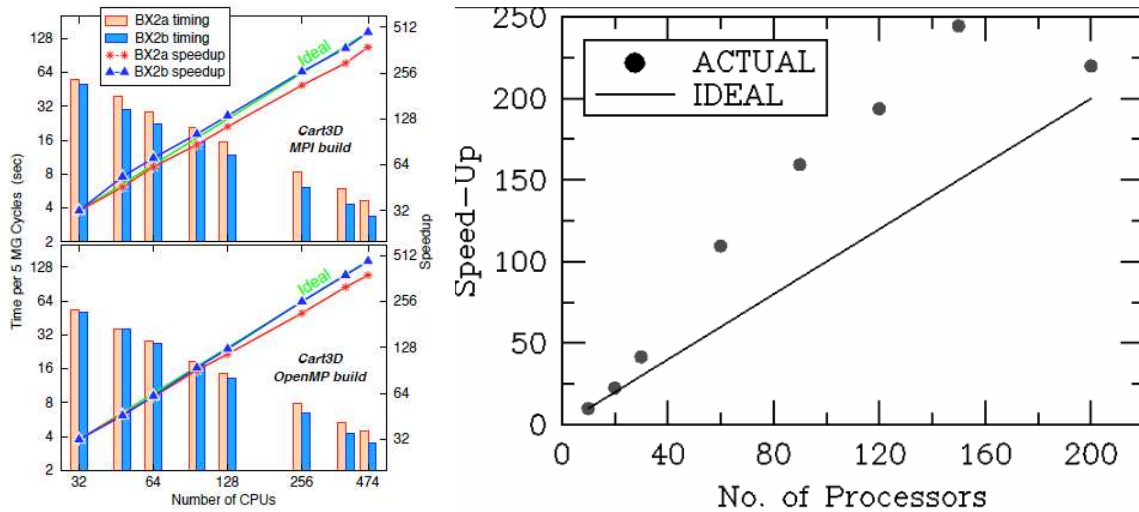 BX2a timing
BX2b timing
BX2a speedup
BX2b speedup
Ideal
Cart3D
MPI build
128
64
32
16
8
4
2
512
256
128
64
32
Time per 5 MG Cycles (sec)
Speedup
Ideal
Cart3D
OpenMP build
128
64
32
16
8
4
2
512
256
128
64
32
32 64 128 256 474
Number of CPUs
ACTUAL
IDEAL
250
200
150
100
50
0
Speed-Up
0 40 80 120 160 200
No. of Processors